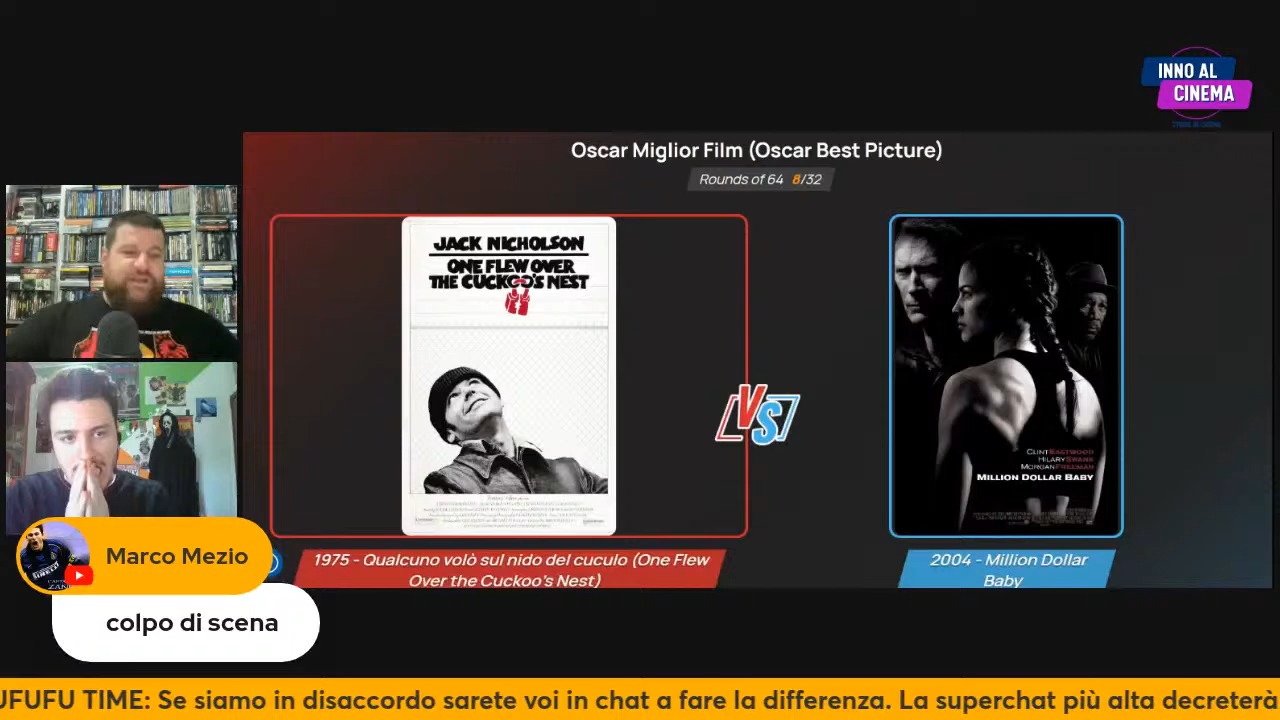 INNO AL
CINEMA
Oscar Miglior Film (Oscar Best Picture)
Rounds of 64 8/32
JACK NICHOLSON
ONE FLEW OVER
THE CUCKOO'S NEST
VS
CLINT EASTWOOD
HILARY SWANK
MORGAN FREEMAN
MILLION DOLLAR BABY
1975 - Qualcuno volò sul nido del cuculo (One Flew
Over the Cuckoo's Nest)
2004 - Million Dollar
Baby
Marco Mezio
colpo di scena
UFUFU TIME: Se siamo in disaccordo sarete voi in chat a fare la differenza. La superchat più alta decreterà